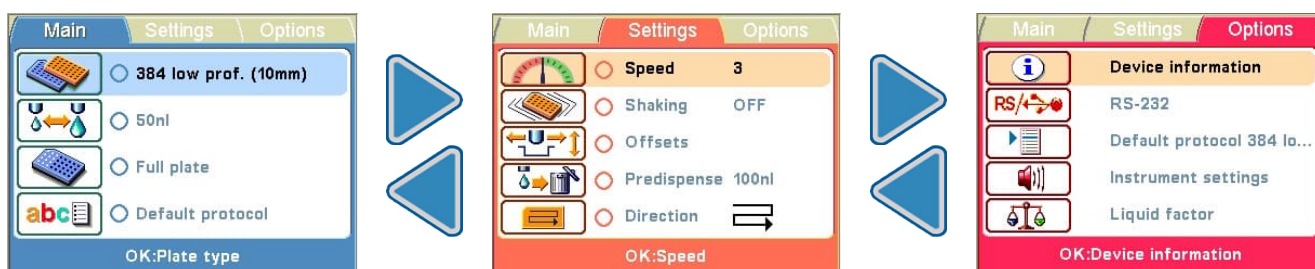 Main Settings Options
384 low prof. (10mm)
50nl
Full plate
abc Default protocol
OK:Plate type
Main Settings Options
Speed 3
Shaking OFF
Offsets
Predispense 100nl
Direction
OK:Speed
Main Settings Options
i Device information
RS/ RS-232
Default protocol 384 lo...
Instrument settings
Liquid factor
OK:Device information